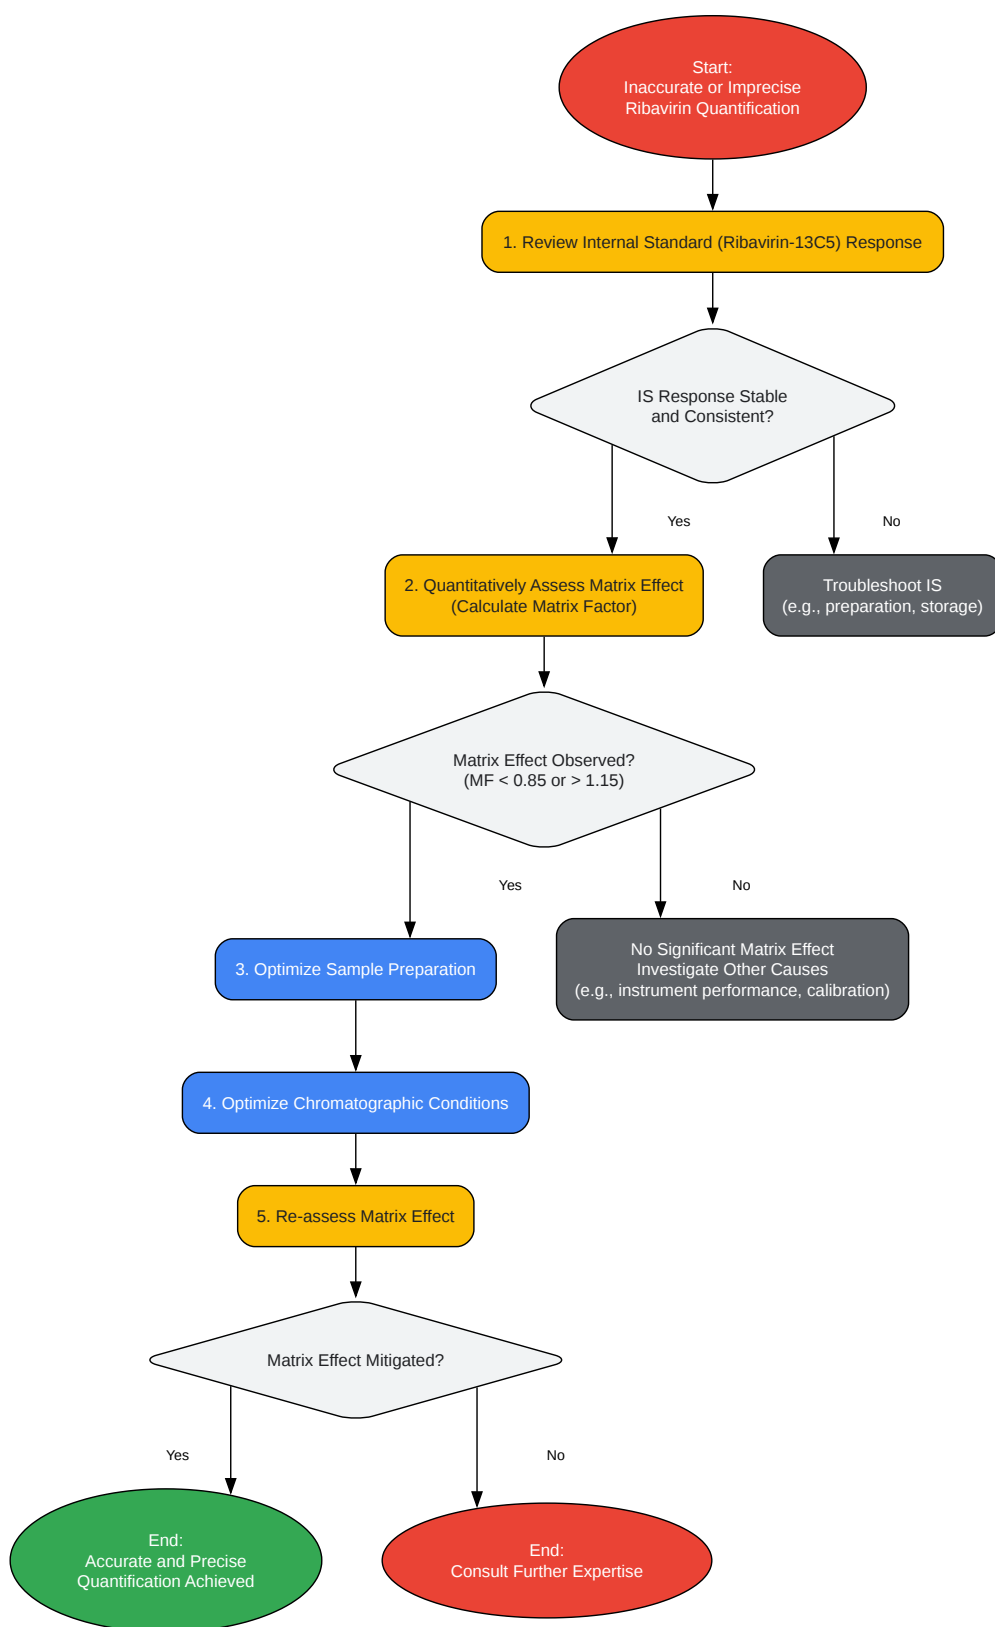 Start:
Inaccurate or Imprecise
Ribavirin Quantification
1. Review Internal Standard (Ribavirin-13C5) Response
IS Response Stable
and Consistent?
Yes
No
2. Quantitatively Assess Matrix Effect
(Calculate Matrix Factor)
Troubleshoot IS
(e.g., preparation, storage)
Matrix Effect Observed?
(MF < 0.85 or > 1.15)
Yes
No
3. Optimize Sample Preparation
No Significant Matrix Effect
Investigate Other Causes
(e.g., instrument performance, calibration)
4. Optimize Chromatographic Conditions
5. Re-assess Matrix Effect
Matrix Effect Mitigated?
Yes
No
End:
Accurate and Precise
Quantification Achieved
End:
Consult Further Expertise